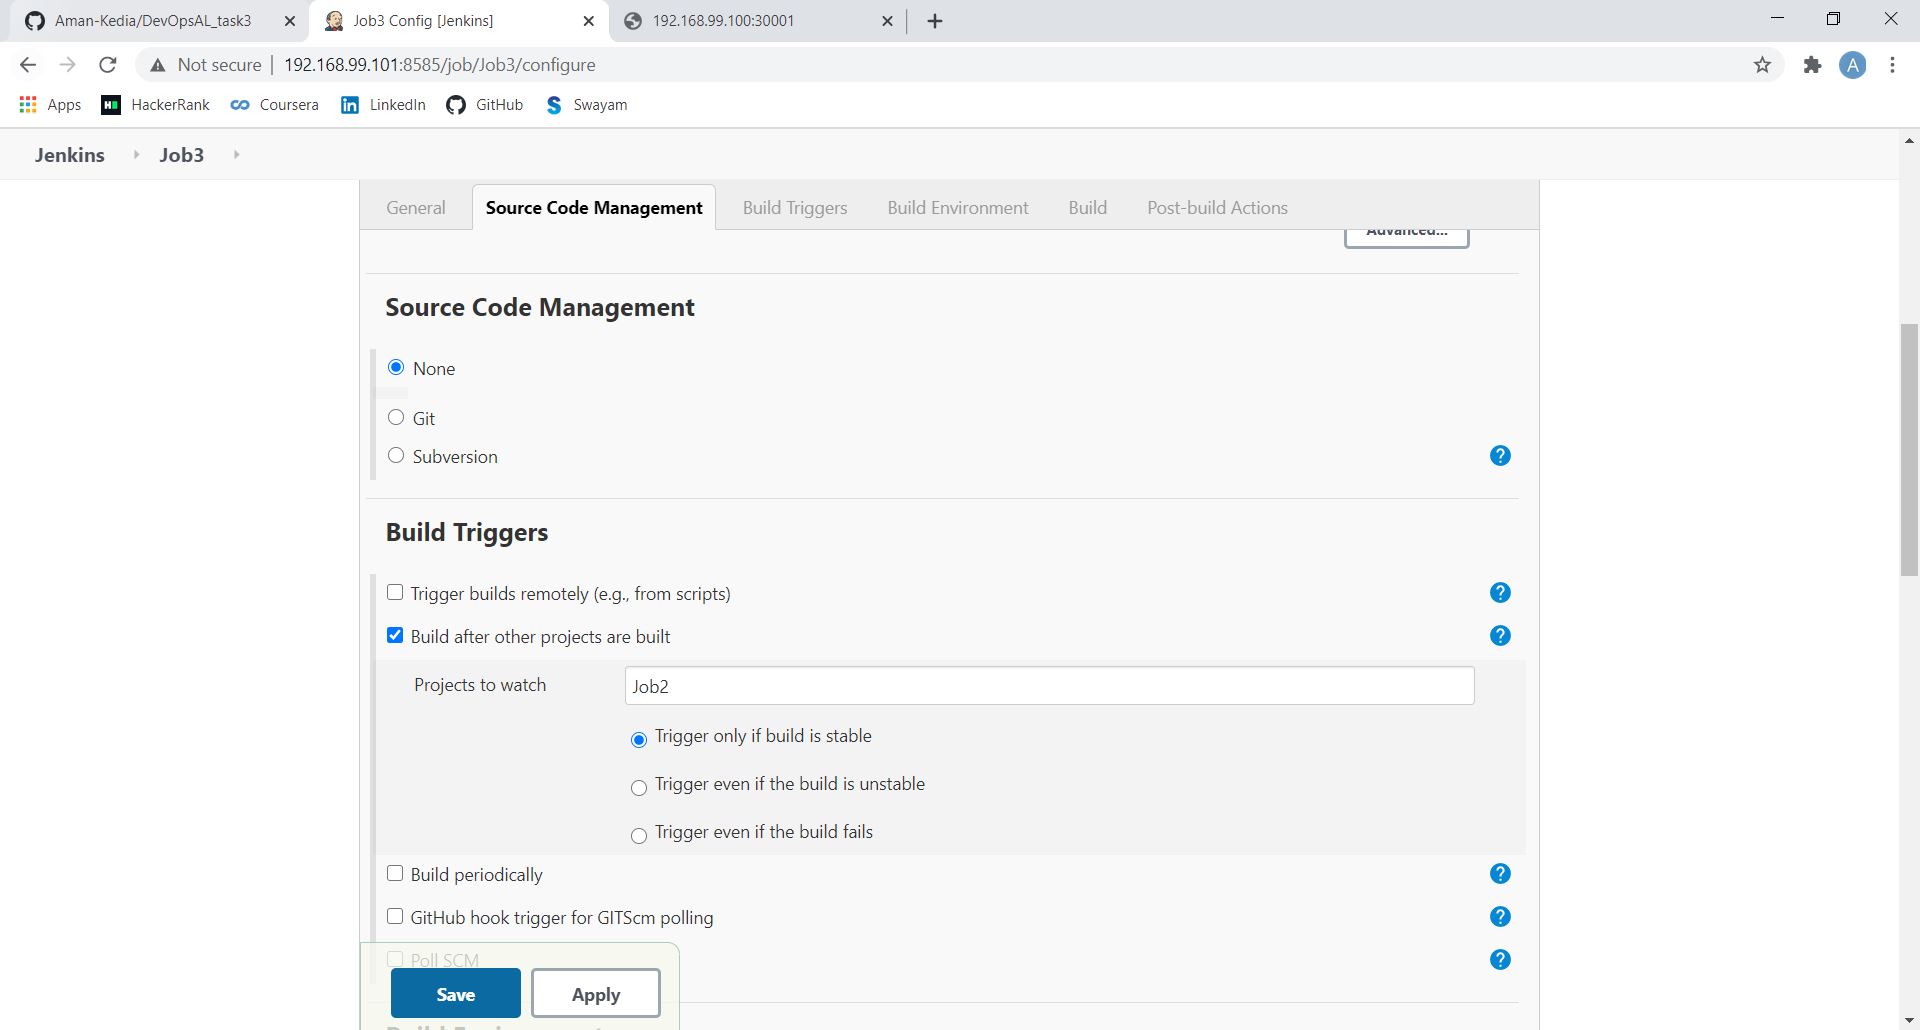 Aman-Kedia/DevOpsAL_task3
Job3 Config [Jenkins]
192.168.99.100:30001
Not secure
192.168.99.101:8585/job/Job3/configure
A
Apps
HackerRank
Coursera
LinkedIn
GitHub
Swayam
Jenkins
Job3
General
Source Code Management
Build Triggers
Build Environment
Build
Post-build Actions
Advanced...
Source Code Management
None
Git
Subversion
?
Build Triggers
Trigger builds remotely (e.g., from scripts)
?
Build after other projects are built
?
Projects to watch
Job2
Trigger only if build is stable
Trigger even if the build is unstable
Trigger even if the build fails
Build periodically
?
GitHub hook trigger for GITScm polling
?
Poll SCM
?
Save
Apply